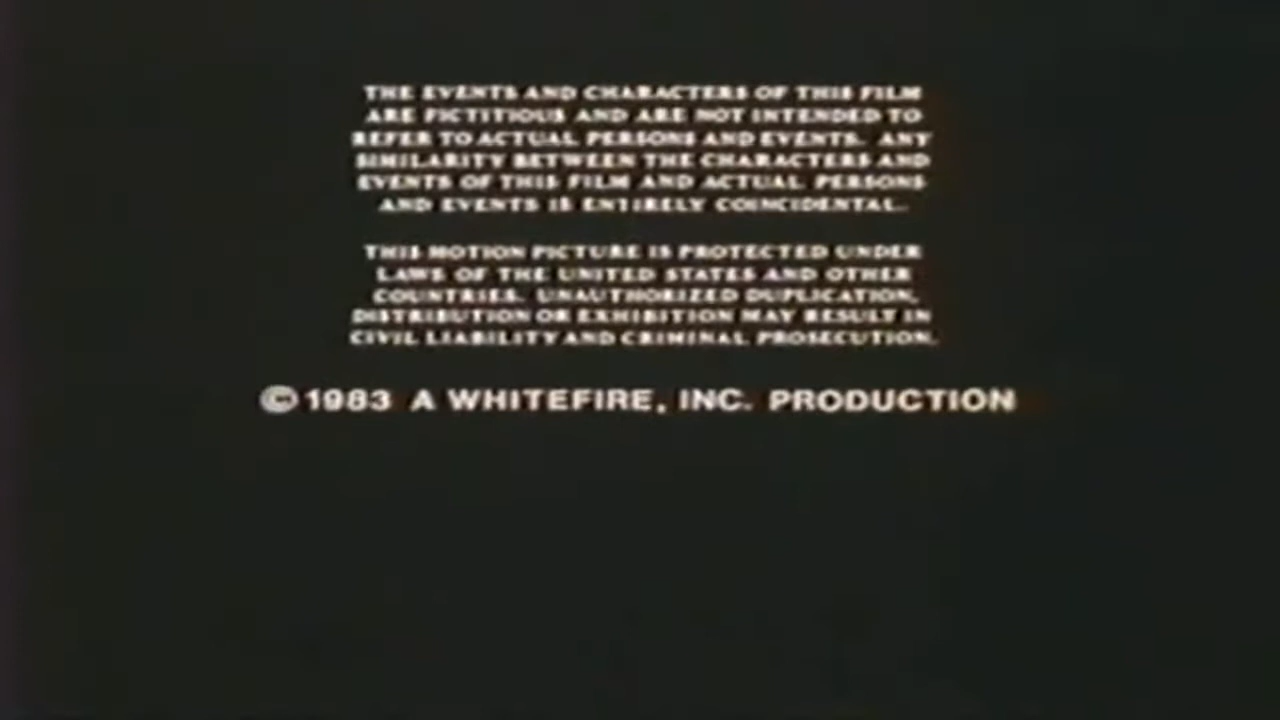 THE EVENTS AND CHARACTERS OF THIS FILM
ARE FICTITIOUS AND ARE NOT INTENDED TO
REFER TO ACTUAL PERSONS AND EVENTS. ANY
SIMILARITY BETWEEN THE CHARACTERS AND
EVENTS OF THIS FILM AND ACTUAL PERSONS
AND EVENTS IS ENTIRELY COINCIDENTAL.
THIS MOTION PICTURE IS PROTECTED UNDER
LAWS OF THE UNITED STATES AND OTHER
COUNTRIES. UNAUTHORIZED DUPLICATION,
DISTRIBUTION OR EXHIBITION MAY RESULT IN
CIVIL LIABILITY AND CRIMINAL PROSECUTION.
©1983 A WHITEFIRE, INC. PRODUCTION